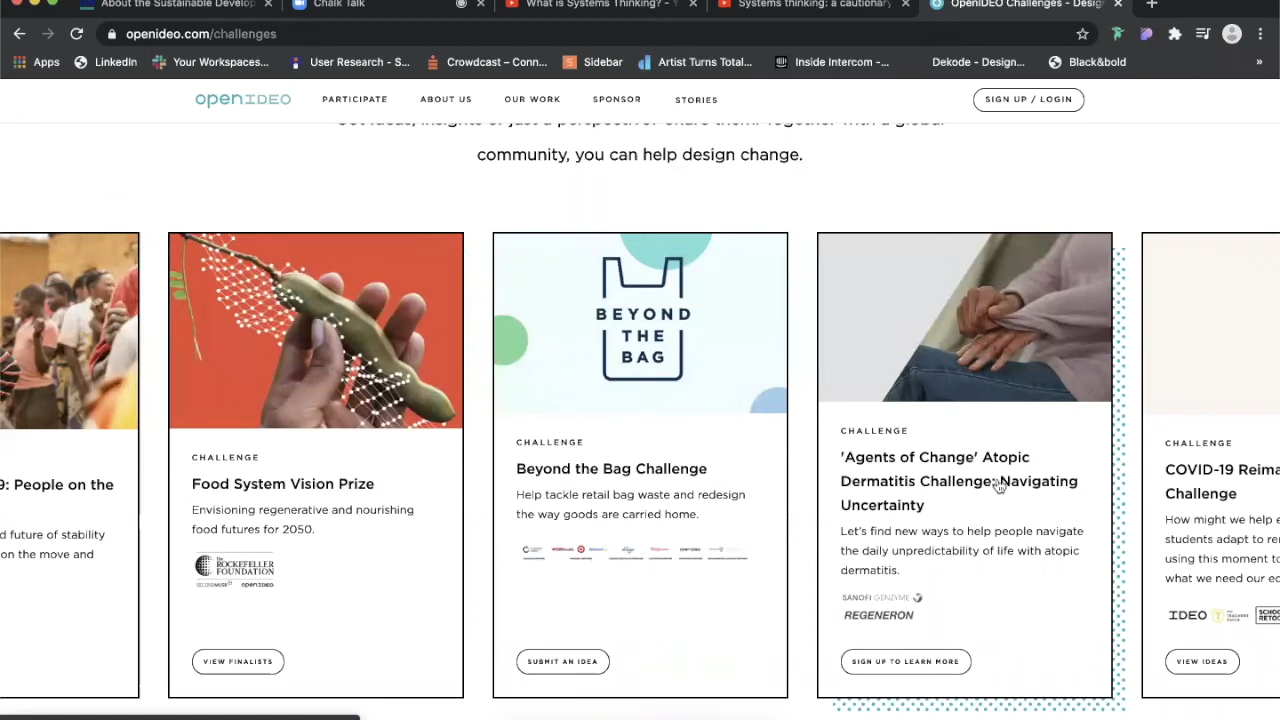 About the Sustainable Develop
Chalk Talk
What is Systems Thinking? - Y
Systems thinking: a cautionary
OpenIDEO Challenges - Desig
openideo.com/challenges
Apps
LinkedIn
Your Workspaces...
User Research - S...
Crowdcast – Conn...
Sidebar
Artist Turns Total...
Inside Intercom -...
Dekode - Design...
Black&bold
»
openIDEO
PARTICIPATE
ABOUT US
OUR WORK
SPONSOR
STORIES
SIGN UP / LOGIN
community, you can help design change.
9: People on the
d future of stability
on the move and
CHALLENGE
Food System Vision Prize
Envisioning regenerative and nourishing
food futures for 2050.
The
ROCKEFELLER
FOUNDATION
SECONDMUSE
OPENIDEO
VIEW FINALISTS
BEYOND
THE
BAG
CHALLENGE
Beyond the Bag Challenge
Help tackle retail bag waste and redesign
the way goods are carried home.
SUBMIT AN IDEA
CHALLENGE
'Agents of Change' Atopic
Dermatitis Challenge: Navigating
Uncertainty
Let's find new ways to help people navigate
the daily unpredictability of life with atopic
dermatitis.
SANOFI GENZYME
REGENERON
SIGN UP TO LEARN MORE
CHALLENGE
COVID-19 Reima
Challenge
How might we help e
students adapt to re
using this moment to
what we need our ed
IDEO
VIEW IDEAS